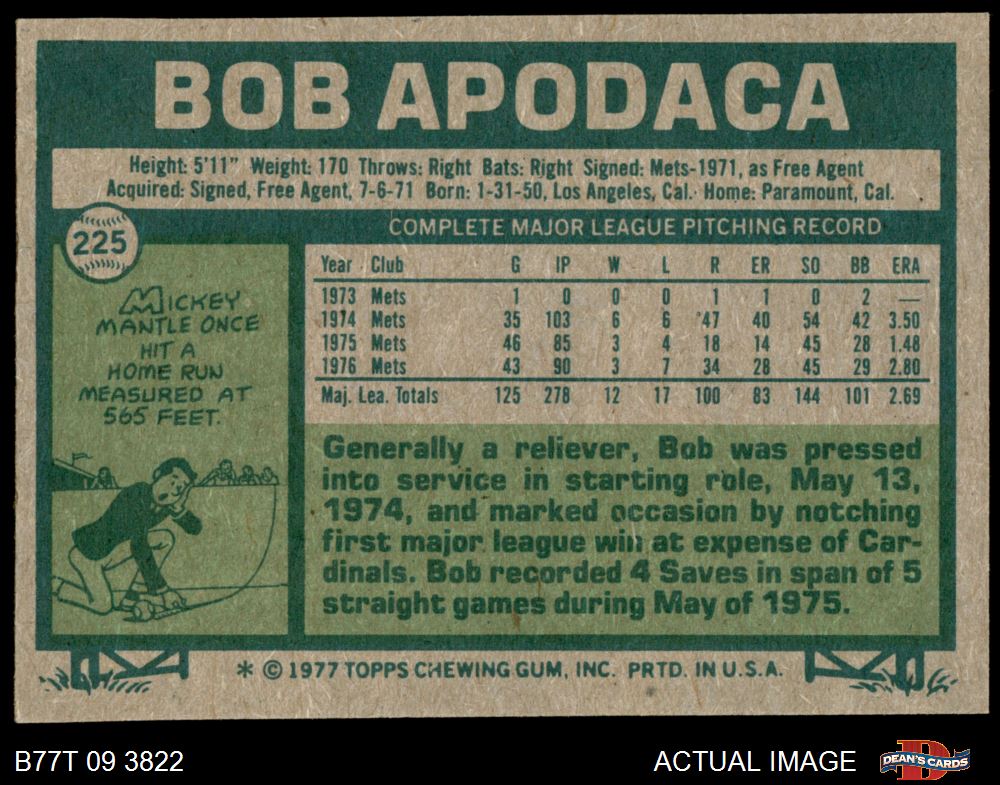 BOB APODACA
Height: 5'11" Weight: 170 Throws: Right Bats: Right Signed: Mets-1971, as Free Agent
Acquired: Signed, Free Agent, 7-6-71 Born: 1-31-50, Los Angeles, Cal. Home: Paramount, Cal.
225
COMPLETE MAJOR LEAGUE PITCHING RECORD
Year Club G IP W L R ER SO BB ERA
1973 Mets 1 0 0 0 1 1 0 2 —
1974 Mets 35 103 6 6 47 40 54 42 3.50
1975 Mets 46 85 3 4 18 14 45 28 1.48
1976 Mets 43 90 3 7 34 28 45 29 2.80
Maj. Lea. Totals 125 278 12 17 100 83 144 101 2.69
MICKEY
MANTLE ONCE
HIT A
HOME RUN
MEASURED AT
565 FEET.
Generally a reliever, Bob was pressed
into service in starting role, May 13,
1974, and marked occasion by notching
first major league win at expense of Car-
dinals. Bob recorded 4 Saves in span of 5
straight games during May of 1975.
* © 1977 TOPPS CHEWING GUM, INC. PRTD. IN U.S.A.
B77T 09 3822
ACTUAL IMAGE
D
DEAN'S CARDS